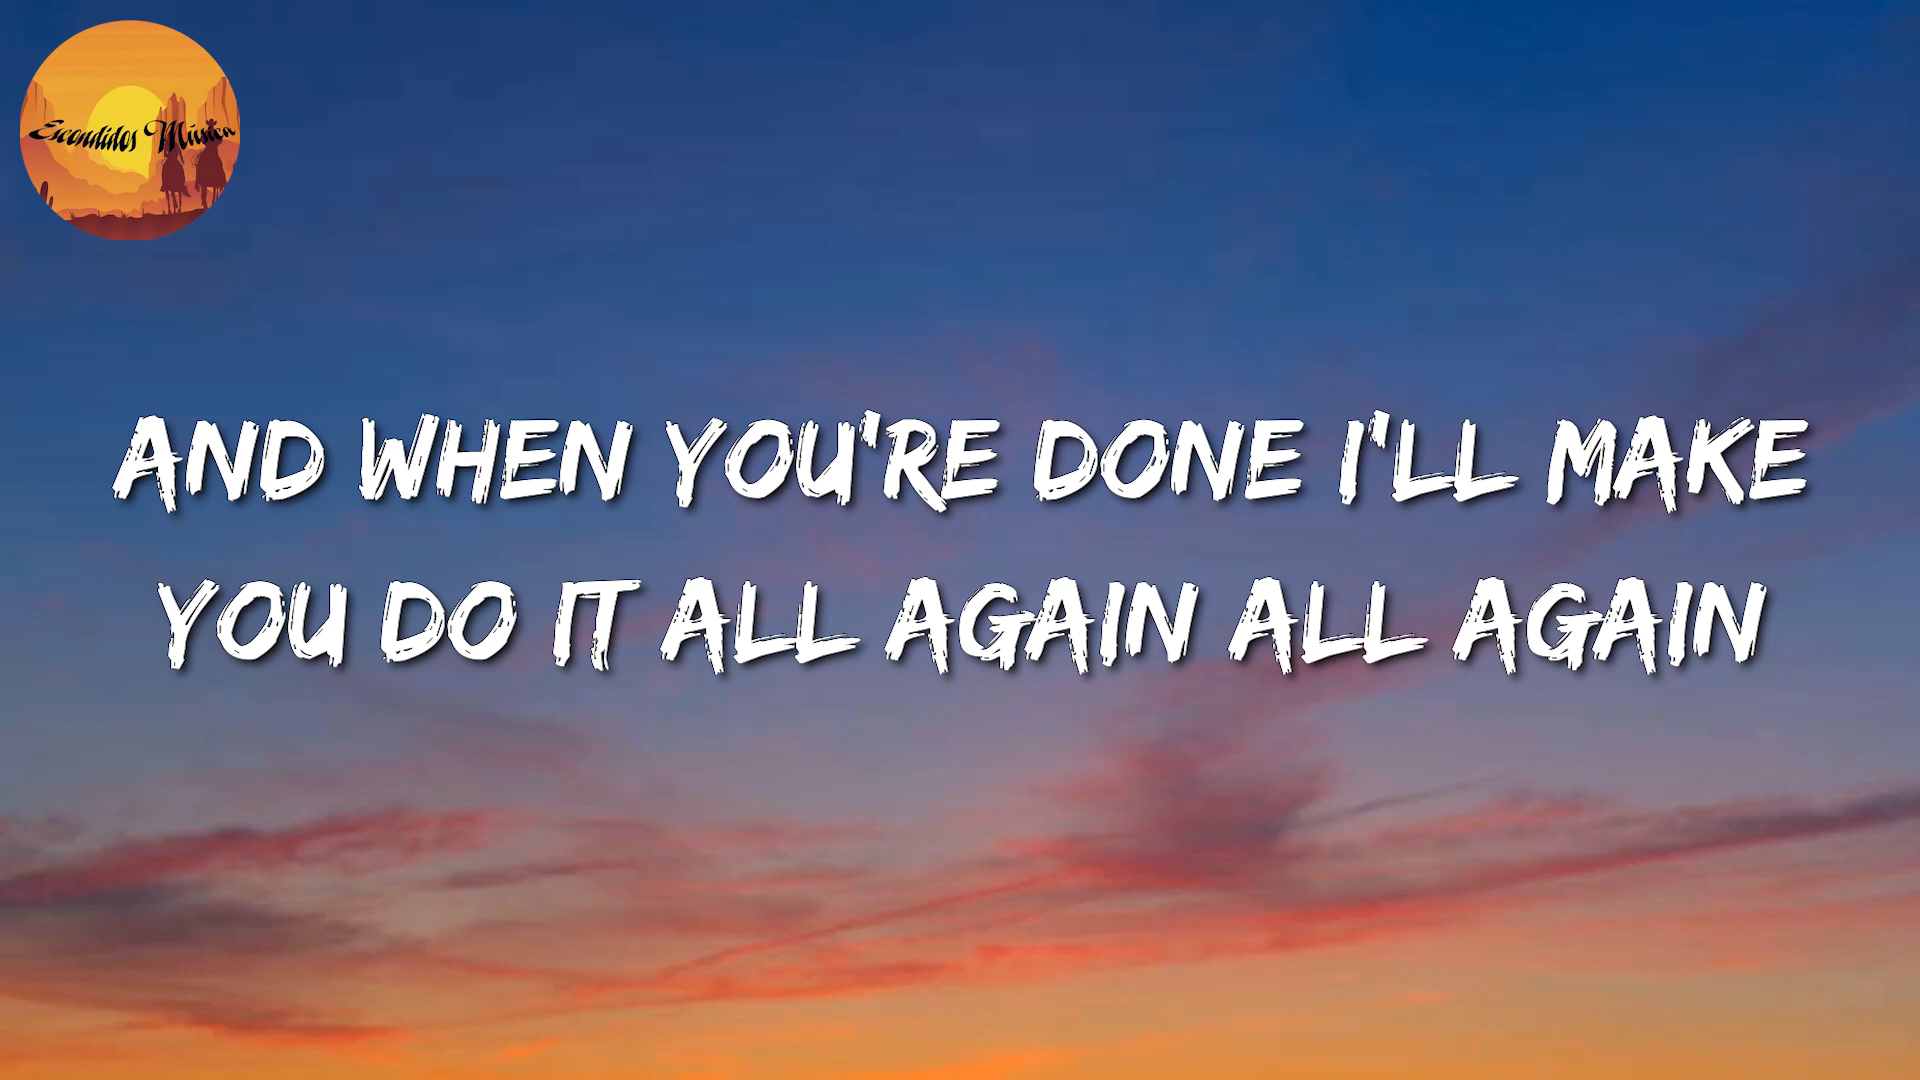 Escondidos Música
AND WHEN YOU'RE DONE I'LL MAKE
YOU DO IT ALL AGAIN ALL AGAIN